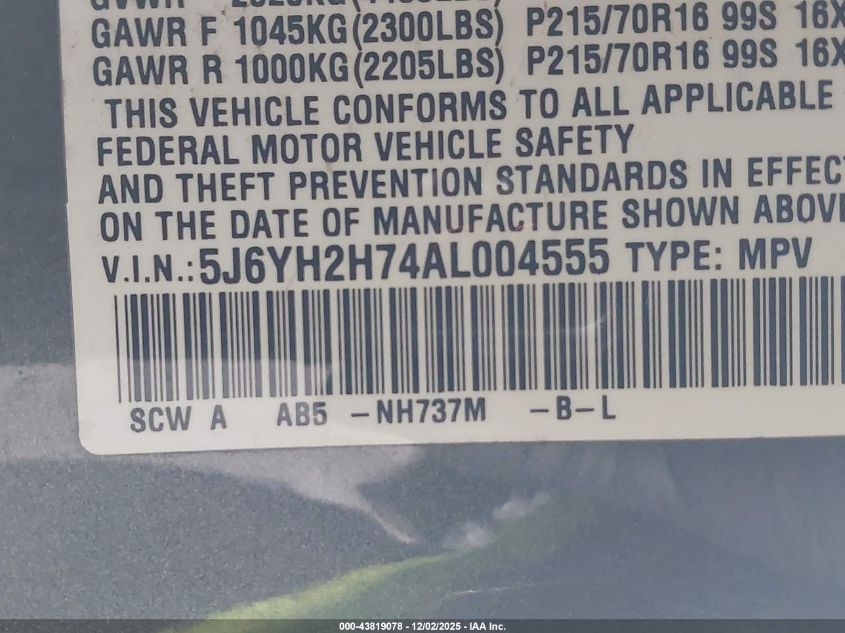 GAWR F 1045KG(2300LBS) P215/70R16 99S 16X
GAWR R 1000KG(2205LBS) P215/70R16 99S 16X
THIS VEHICLE CONFORMS TO ALL APPLICABLE
FEDERAL MOTOR VEHICLE SAFETY
AND THEFT PREVENTION STANDARDS IN EFFECT
ON THE DATE OF MANUFACTURE SHOWN ABOVE
V.I.N.:5J6YH2H74AL004555 TYPE: MPV
SCW A AB5 -NH737M -B-L
000-43819078 - 12/02/2025 - IAA Inc.